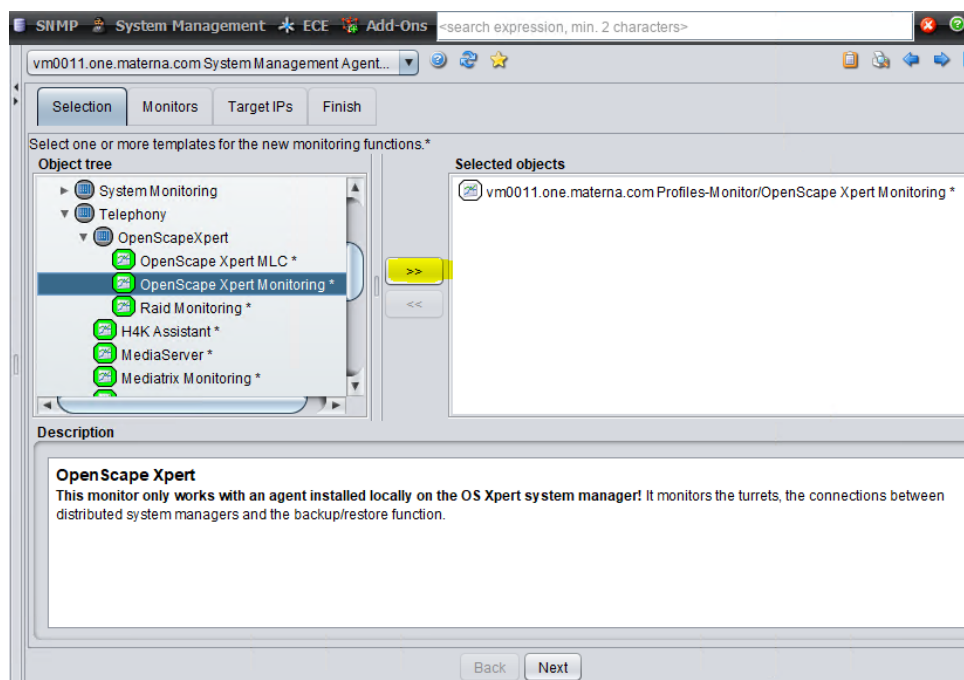 SNMP System Management ECE Add-Ons <search expression, min. 2 characters>
vm0011.one.materna.com System Management Agent...
Selection Monitors Target IPs Finish
Select one or more templates for the new monitoring functions.*
Object tree
Selected objects
System Monitoring
Telephony
OpenScapeXpert
OpenScape Xpert MLC *
OpenScape Xpert Monitoring *
Raid Monitoring *
H4K Assistant *
MediaServer *
Mediatrix Monitoring *
>>
<<
vm0011.one.materna.com Profiles-Monitor/OpenScape Xpert Monitoring *
Description
OpenScape Xpert
This monitor only works with an agent installed locally on the OS Xpert system manager! It monitors the turrets, the connections between
distributed system managers and the backup/restore function.
Back Next